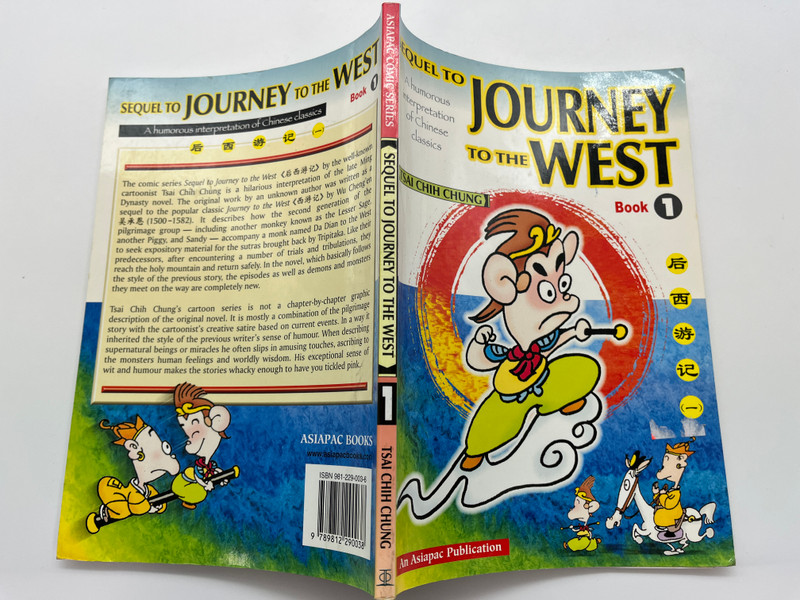 SEQUEL TO JOURNEY TO THE WEST
Book 1
A humorous interpretation of Chinese classics
后西游记(一)
The comic series Sequel to Journey to the West 《后西游记》 by the well-known
cartoonist Tsai Chih Chung is a hilarious interpretation of the late Ming
Dynasty novel. The original work by an unknown author was written as a
sequel to the popular classic Journey to the West 《西游记》 by Wu Cheng'en
吴承恩 (1500–1582). It describes how the second generation of the
pilgrimage group — including another monkey known as the Lesser Sage,
another Piggy, and Sandy — accompany a monk named Da Dian to the West
to seek expository material for the sutras brought back by Tripitaka. Like their
predecessors, after encountering a number of trials and tribulations, they
reach the holy mountain and return safely. In the novel, which basically follows
the style of the previous story, the episodes as well as demons and monsters
they meet on the way are completely new.
Tsai Chih Chung's cartoon series is not a chapter-by-chapter graphic
description of the original novel. It is mostly a combination of the pilgrimage
story with the cartoonist's creative satire based on current events. In a way it
inherited the style of the previous writer's sense of humour. When describing
supernatural beings or miracles he often slips in amusing touches, ascribing to
the monsters human feelings and worldly wisdom. His exceptional sense of
wit and humour makes the stories whacky enough to have you tickled pink.
ASIAPAC BOOKS
www.asiapacbooks
ISBN 981-229-003-6
9 789812 290038
ASIAPAC COMIC SERIES
SEQUEL TO JOURNEY TO THE WEST
1
TSAI CHIH CHUNG
SEQUEL TO
JOURNEY
TO THE WEST
Book 1
A humorous
interpretation
of Chinese
classics
TSAI CHIH CHUNG
后
西
游
记
(一)
An Asiapac Publication